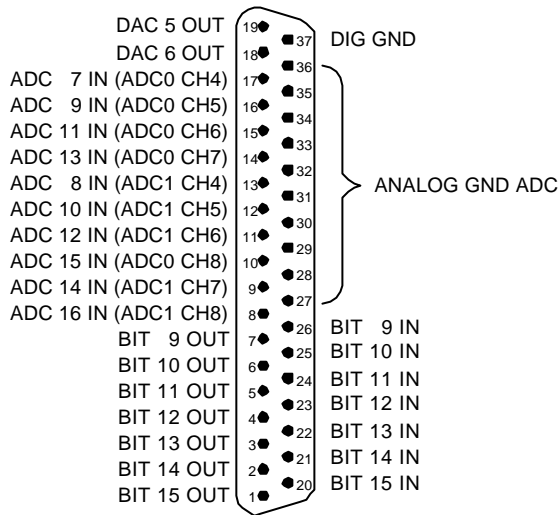 DAC 5 OUT 19 37 DIG GND
DAC 6 OUT 18 36
ADC 7 IN (ADC0 CH4) 17 35
ADC 9 IN (ADC0 CH5) 16 34
ADC 11 IN (ADC0 CH6) 15 33
ADC 13 IN (ADC0 CH7) 14 32
ADC 8 IN (ADC1 CH4) 13 31 ANALOG GND ADC
ADC 10 IN (ADC1 CH5) 12 30
ADC 12 IN (ADC1 CH6) 11 29
ADC 15 IN (ADC0 CH8) 10 28
ADC 14 IN (ADC1 CH7) 9 27
ADC 16 IN (ADC1 CH8) 8 26 BIT 9 IN
BIT 9 OUT 7 25 BIT 10 IN
BIT 10 OUT 6 24 BIT 11 IN
BIT 11 OUT 5 23 BIT 12 IN
BIT 12 OUT 4 22 BIT 13 IN
BIT 13 OUT 3 21 BIT 14 IN
BIT 14 OUT 2 20 BIT 15 IN
BIT 15 OUT 1